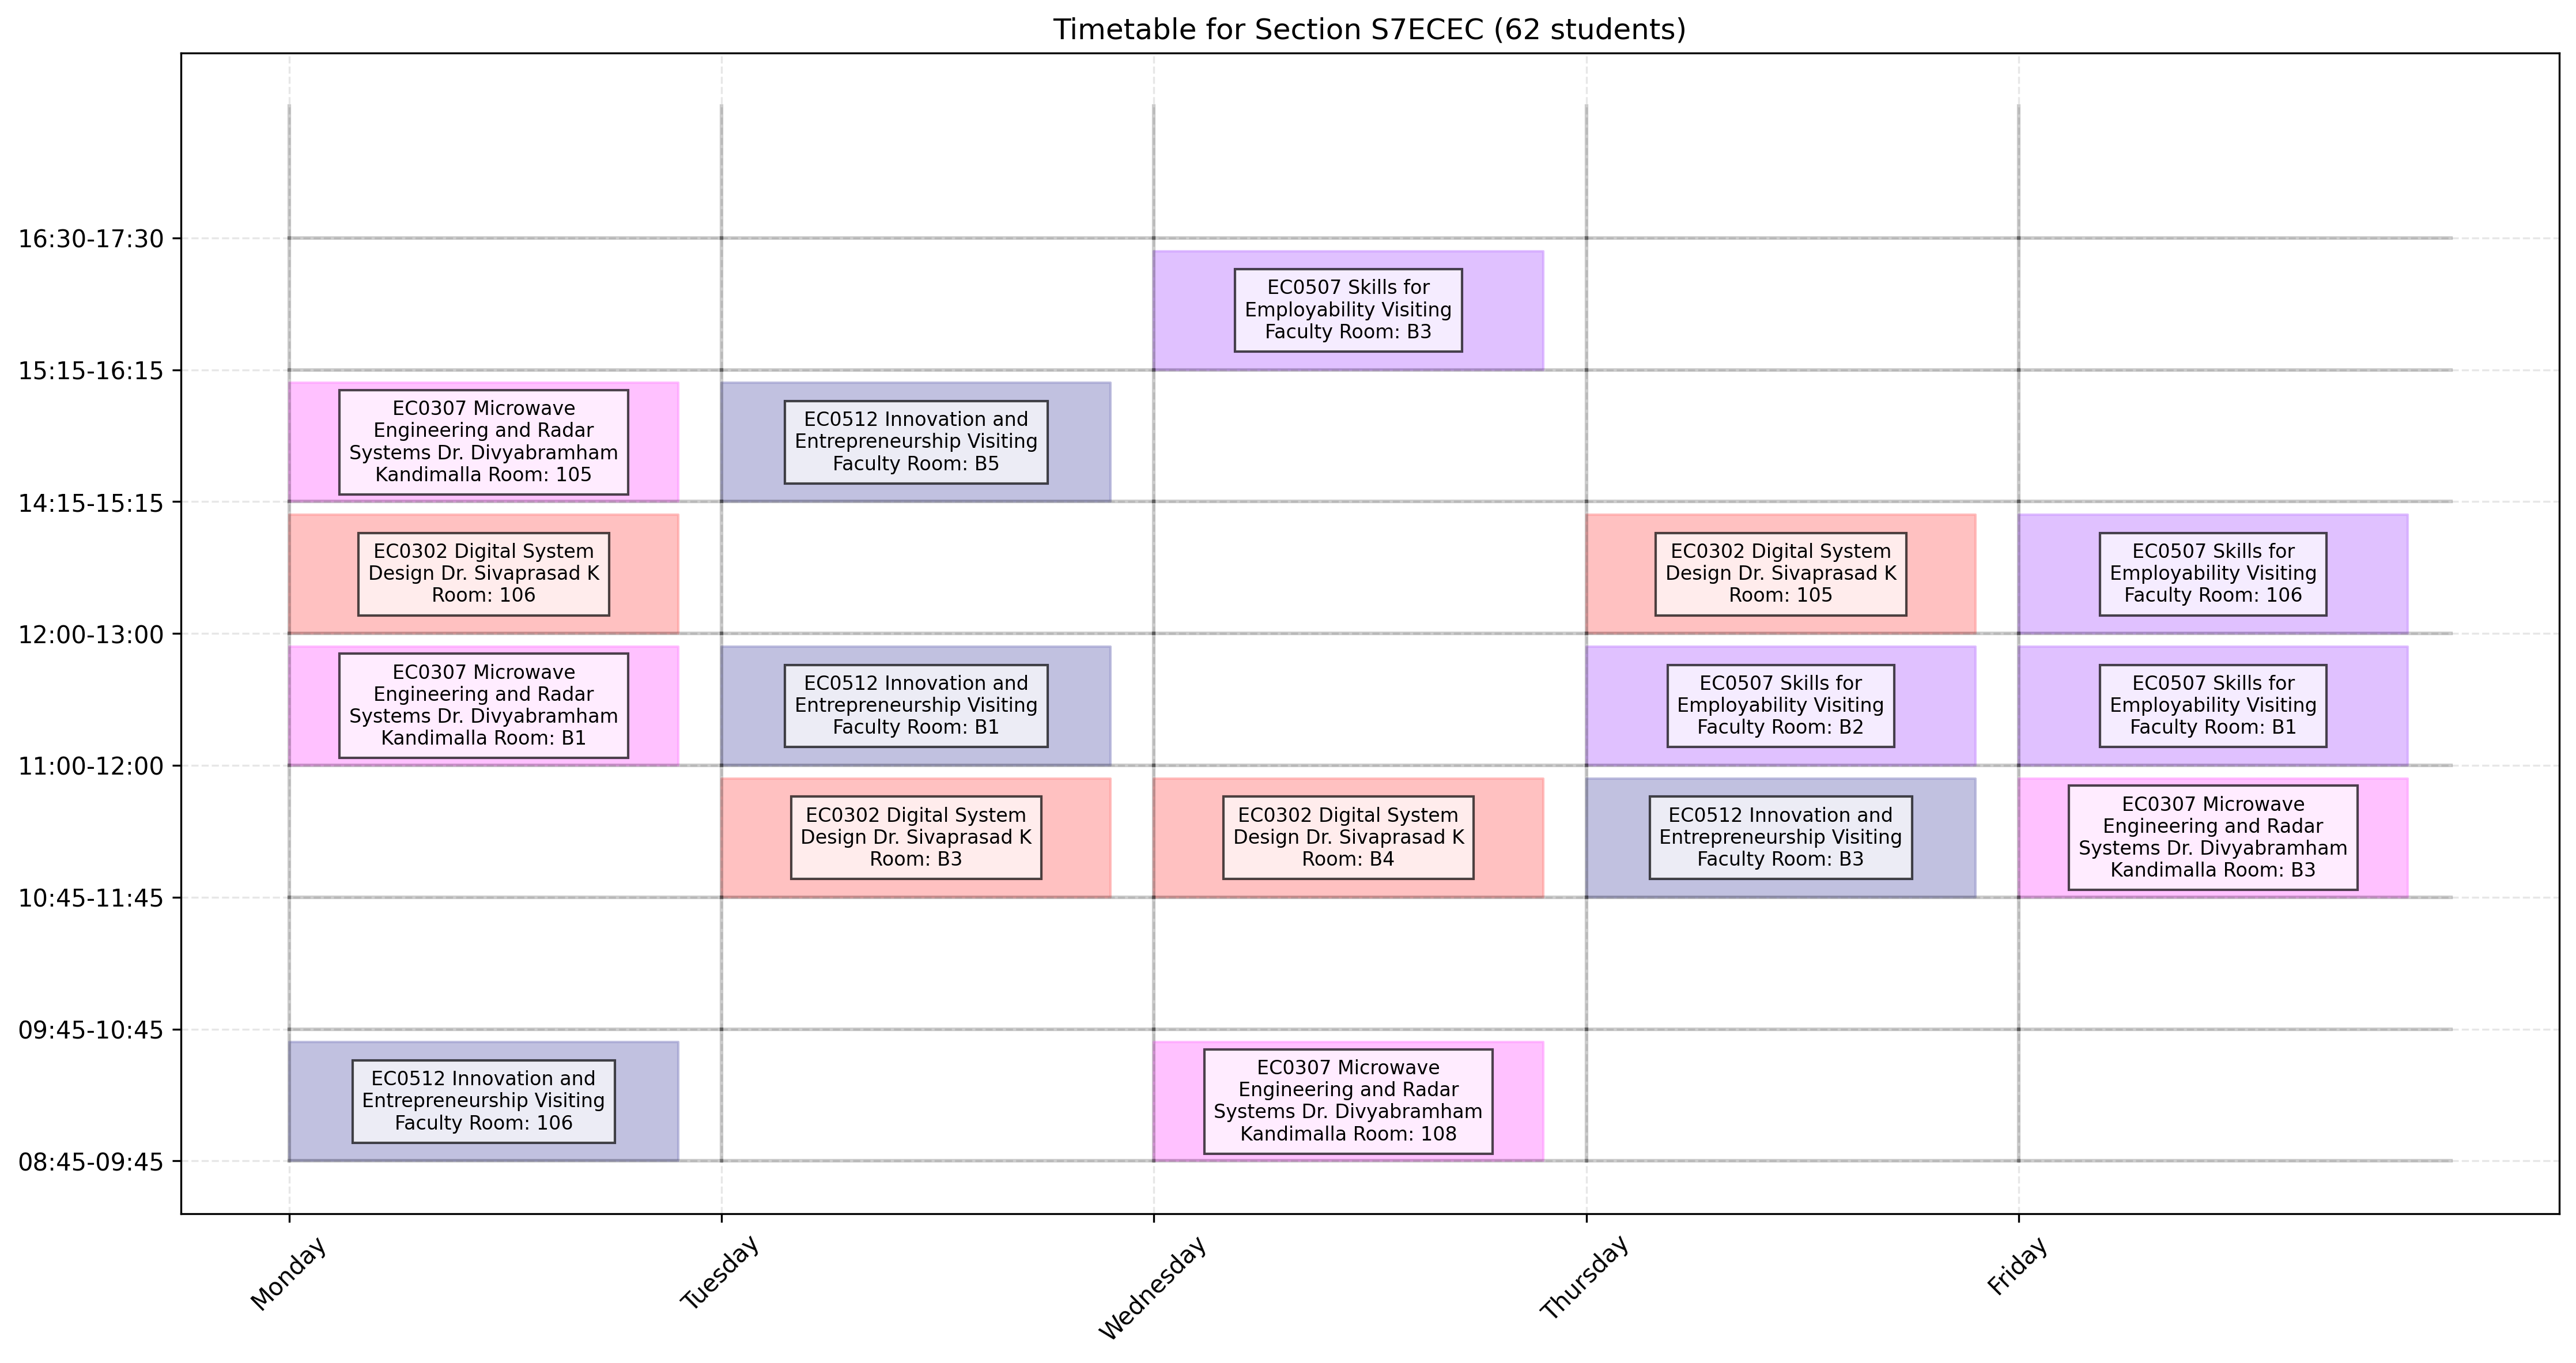 Timetable for Section S7ECEC (62 students)
16:30-17:30
EC0507 Skills for
Employability Visiting
Faculty Room: B3
15:15-16:15
EC0307 Microwave
Engineering and Radar
Systems Dr. Divyabramham
Kandimalla Room: 105
EC0512 Innovation and
Entrepreneurship Visiting
Faculty Room: B5
14:15-15:15
EC0302 Digital System
Design Dr. Sivaprasad K
Room: 106
EC0302 Digital System
Design Dr. Sivaprasad K
Room: 105
EC0507 Skills for
Employability Visiting
Faculty Room: 106
12:00-13:00
EC0307 Microwave
Engineering and Radar
Systems Dr. Divyabramham
Kandimalla Room: B1
EC0512 Innovation and
Entrepreneurship Visiting
Faculty Room: B1
EC0507 Skills for
Employability Visiting
Faculty Room: B2
EC0507 Skills for
Employability Visiting
Faculty Room: B1
11:00-12:00
EC0302 Digital System
Design Dr. Sivaprasad K
Room: B3
EC0302 Digital System
Design Dr. Sivaprasad K
Room: B4
EC0512 Innovation and
Entrepreneurship Visiting
Faculty Room: B3
EC0307 Microwave
Engineering and Radar
Systems Dr. Divyabramham
Kandimalla Room: B3
10:45-11:45
09:45-10:45
EC0512 Innovation and
Entrepreneurship Visiting
Faculty Room: 106
EC0307 Microwave
Engineering and Radar
Systems Dr. Divyabramham
Kandimalla Room: 108
08:45-09:45
Monday
Tuesday
Wednesday
Thursday
Friday